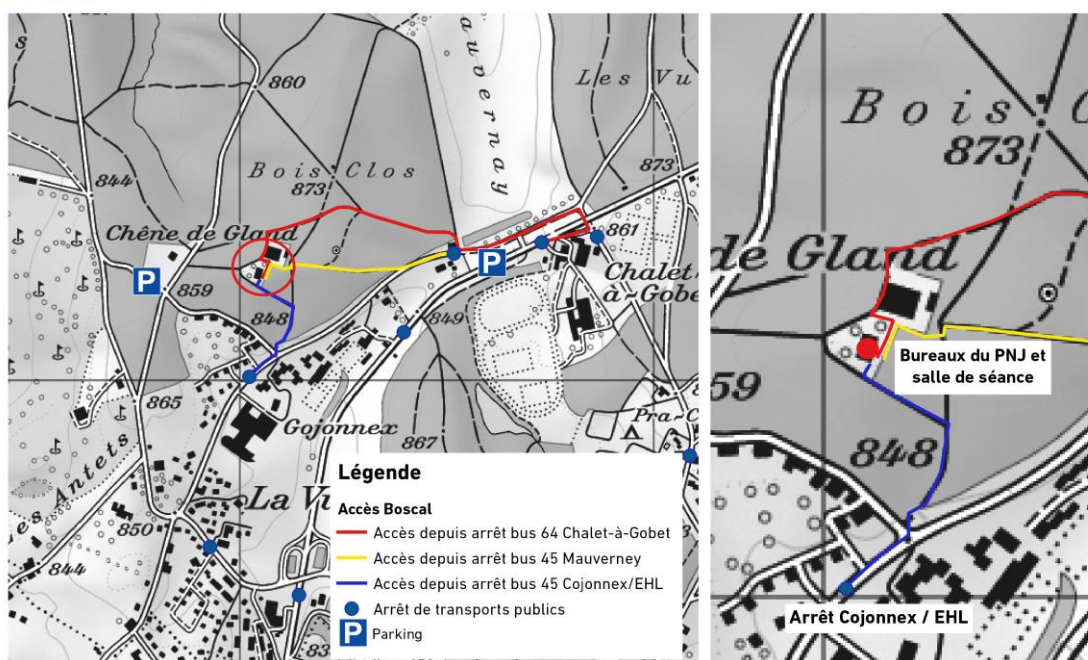 860
Les Vu
auvernay
844
Bois Clos
873
873
Chêne de Gland
861
P
P
859
Chalet-
à-Gobe
848
849
865
Gojonnex
Pra-C
867
es Antets
La Vu
850
844
83
Légende
Accès Boscal
Accès depuis arrêt bus 64 Chalet-à-Gobet
Accès depuis arrêt bus 45 Mauverney
Accès depuis arrêt bus 45 Cojonnex/EHL
Arrêt de transports publics
P Parking
Bois C
873
de Gland
Bureaux du PNJ et
salle de séance
59
848
Arrêt Cojonnex / EHL